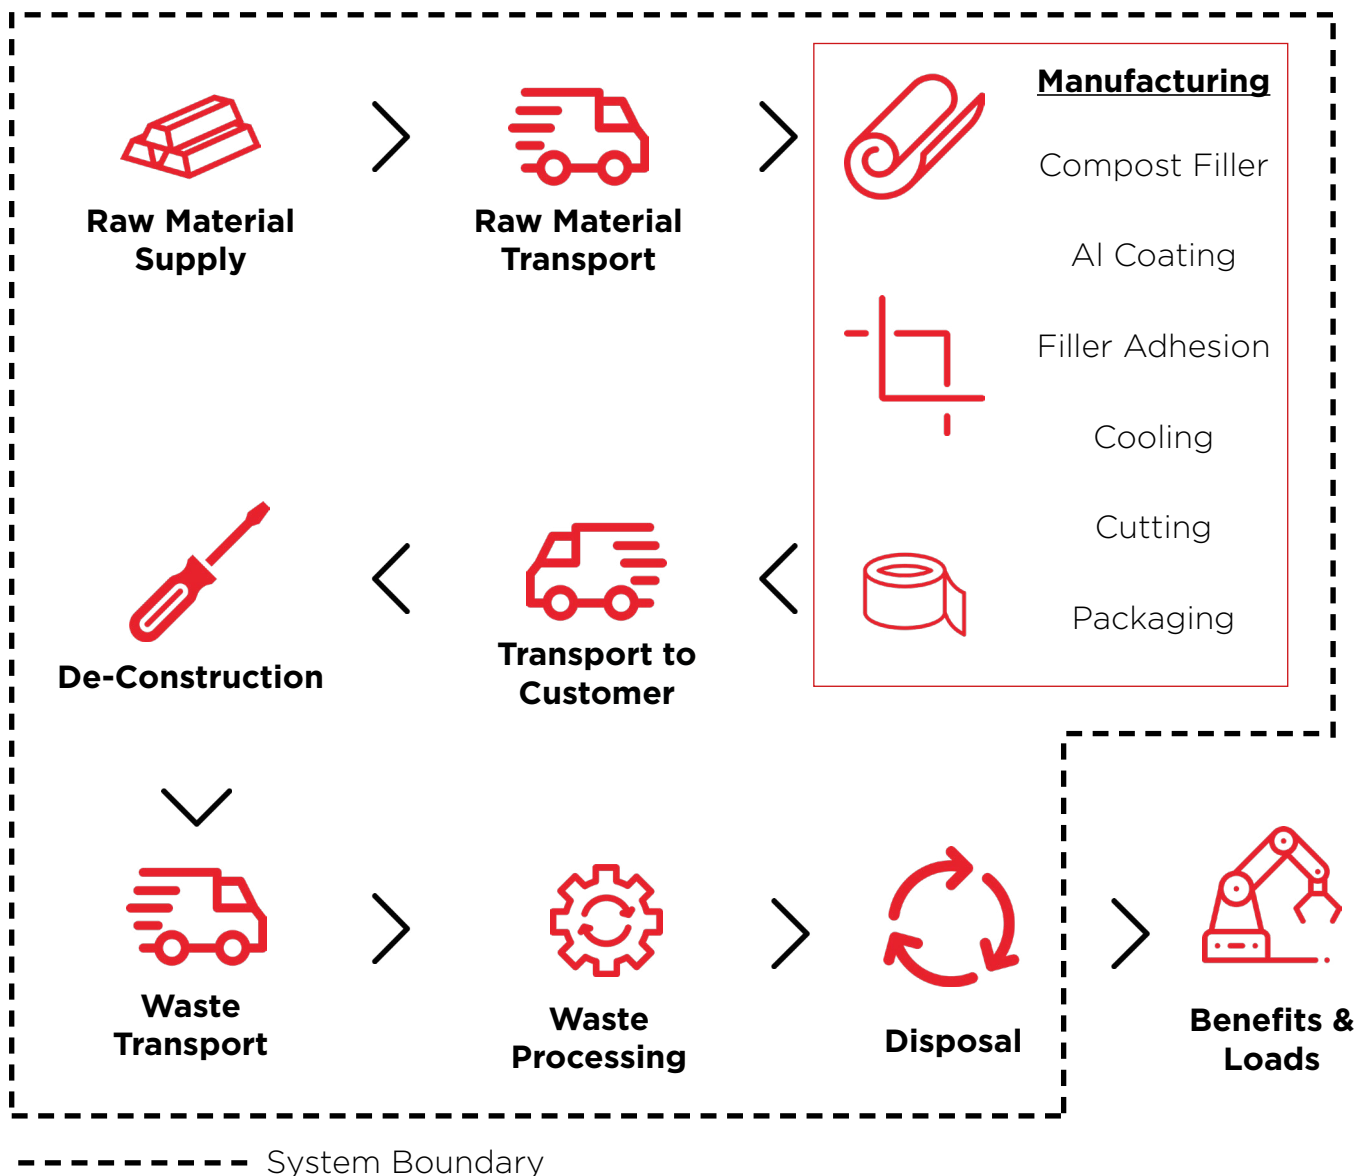 Raw Material
Supply
Raw Material
Transport
Manufacturing
Compost Filler
Al Coating
Filler Adhesion
Cooling
Cutting
Packaging
De-Construction
Transport to
Customer
Waste
Transport
Waste
Processing
Disposal
Benefits &
Loads
System Boundary